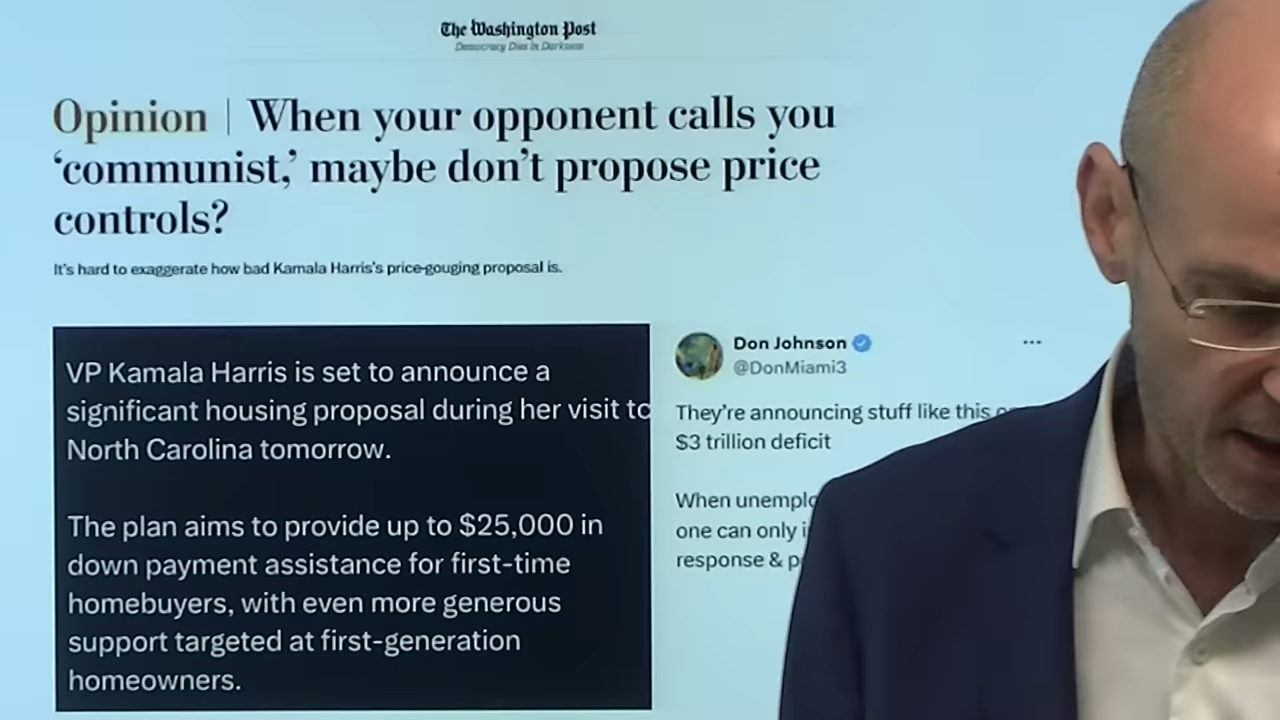 The Washington Post
Democracy Dies in Darkness
Opinion | When your opponent calls you
‘communist,’ maybe don’t propose price
controls?
It’s hard to exaggerate how bad Kamala Harris’s price-gouging proposal is.
VP Kamala Harris is set to announce a
significant housing proposal during her visit to
North Carolina tomorrow.
The plan aims to provide up to $25,000 in
down payment assistance for first-time
homebuyers, with even more generous
support targeted at first-generation
homeowners.
Don Johnson
@DonMiami3
They’re announcing stuff like this
$3 trillion deficit
When
one can only
response &